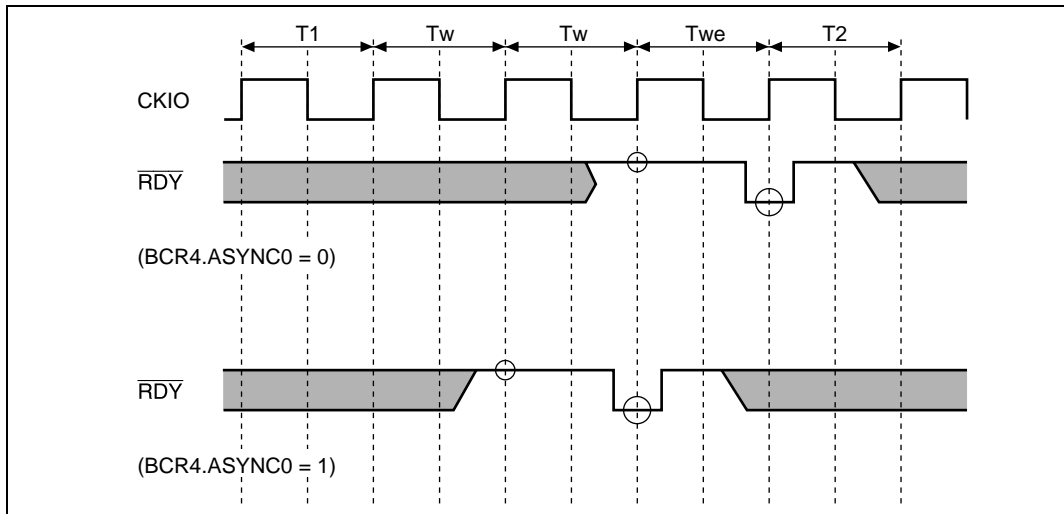 T1 Tw Tw Twe T2
CKIO
RDY
(BCR4.ASYNC0 = 0)
RDY
(BCR4.ASYNC0 = 1)